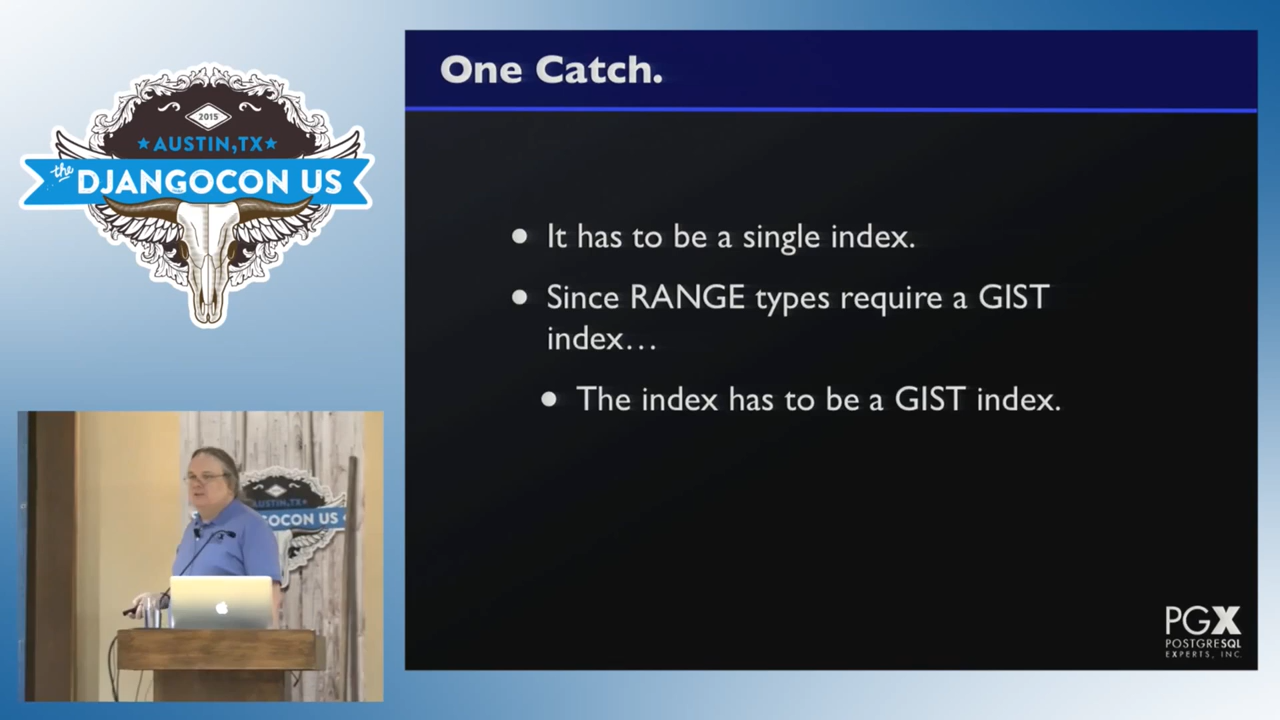 2015
AUSTIN,TX
the
DJANGOCON US
One Catch.
It has to be a single index.
Since RANGE types require a GIST
index…
The index has to be a GIST index.
AUSTIN,TX
GOCON US
PGX
POSTGRESQL
EXPERTS, INC.